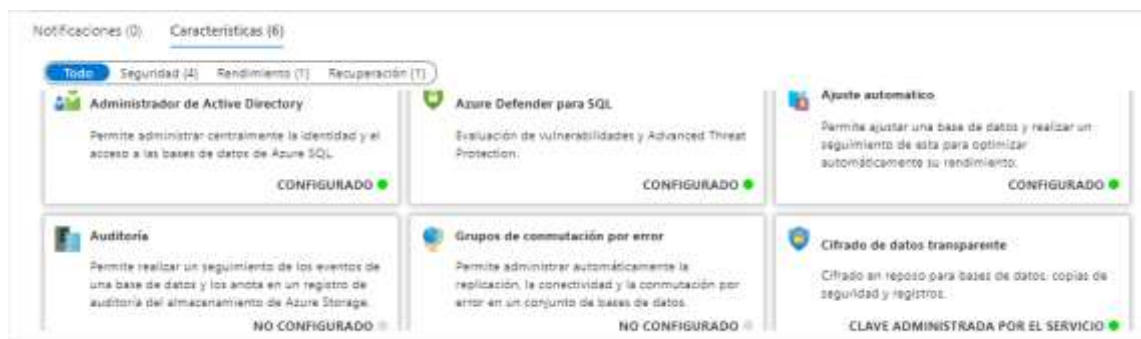 Notificaciones (0) Características (6)
Todo Seguridad (4) Rendimiento (1) Recuperación (1)
Administrador de Active Directory
Permite administrar centralmente la identidad y el
acceso a las bases de datos de Azure SQL.
CONFIGURADO
Azure Defender para SQL
Evaluación de vulnerabilidades y Advanced Threat
Protection.
CONFIGURADO
Ajuste automático
Permite ajustar una base de datos y realizar un
seguimiento de esta para optimizar
automáticamente su rendimiento.
CONFIGURADO
Auditoría
Permite realizar un seguimiento de los eventos de
una base de datos y los anota en un registro de
auditoría del almacenamiento de Azure Storage.
NO CONFIGURADO
Grupos de conmutación por error
Permite administrar automáticamente la
replicación, la conectividad y la conmutación por
error en un conjunto de bases de datos.
NO CONFIGURADO
Cifrado de datos transparente
Cifrado en reposo para bases de datos, copias de
seguridad y registros.
CLAVE ADMINISTRADA POR EL SERVICIO